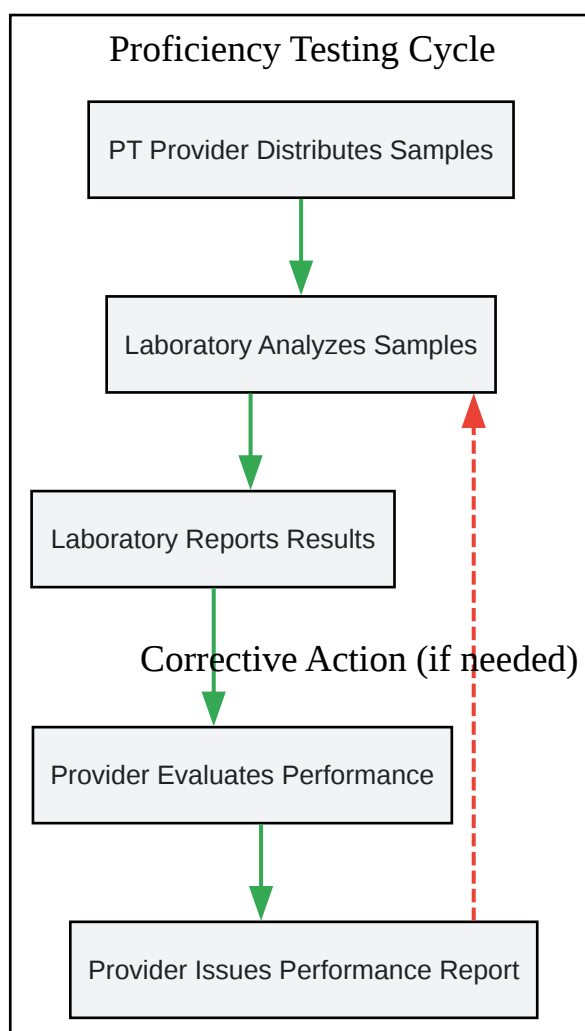 Proficiency Testing Cycle
PT Provider Distributes Samples
Laboratory Analyzes Samples
Laboratory Reports Results
Corrective Action (if needed)
Provider Evaluates Performance
Provider Issues Performance Report